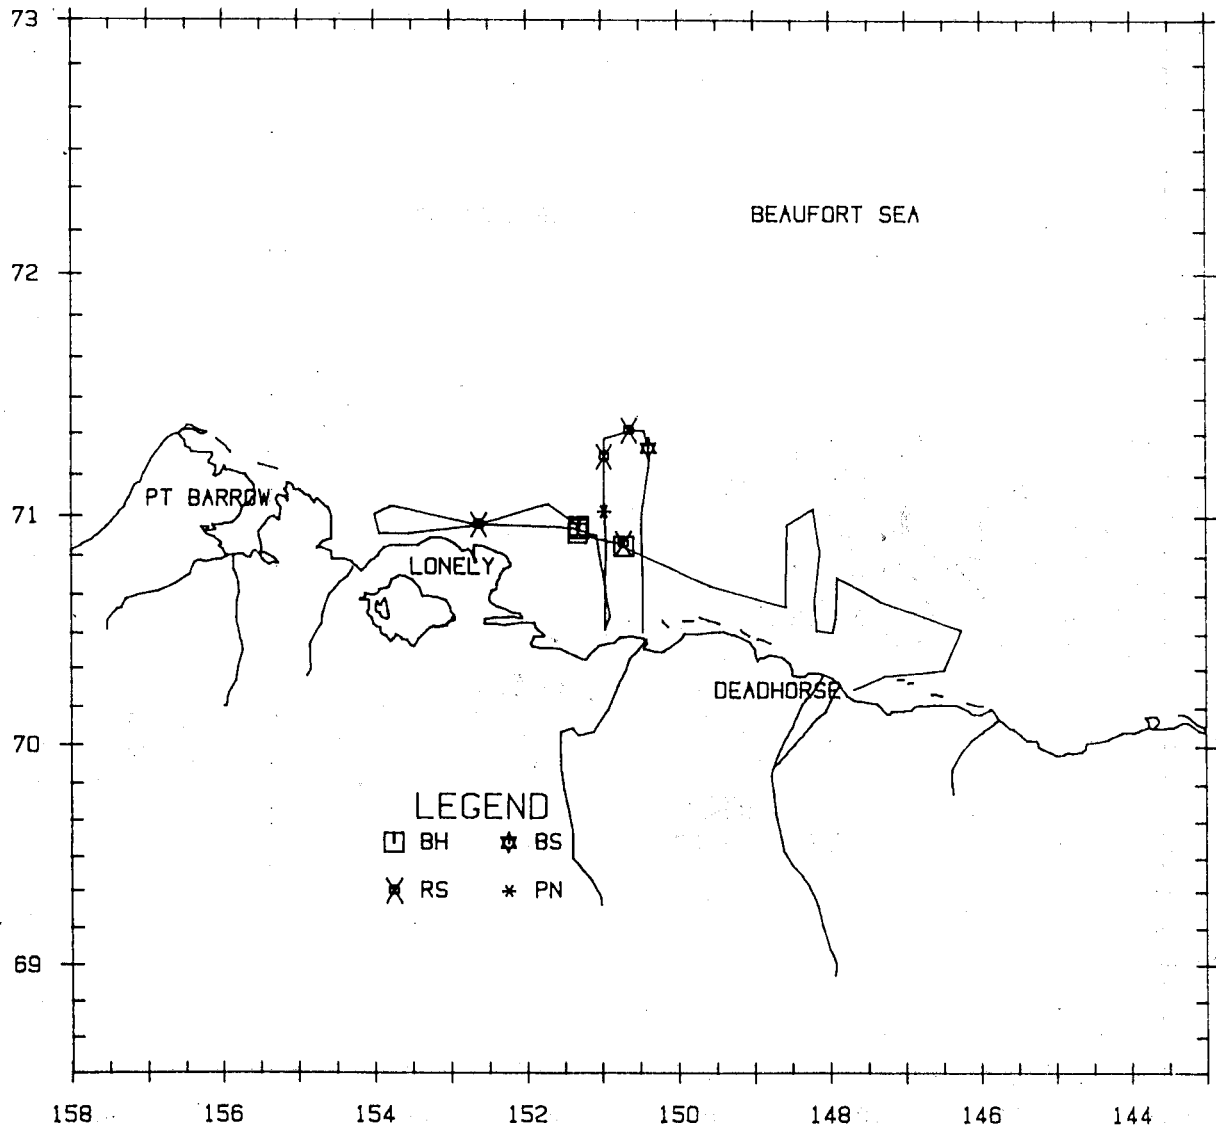 73
BEAUFORT SEA
72
PT BARROW
71
LONELY
DEADHORSE
70
LEGEND
BH BS
RS PN
69
158 156 154 152 150 148 146 144